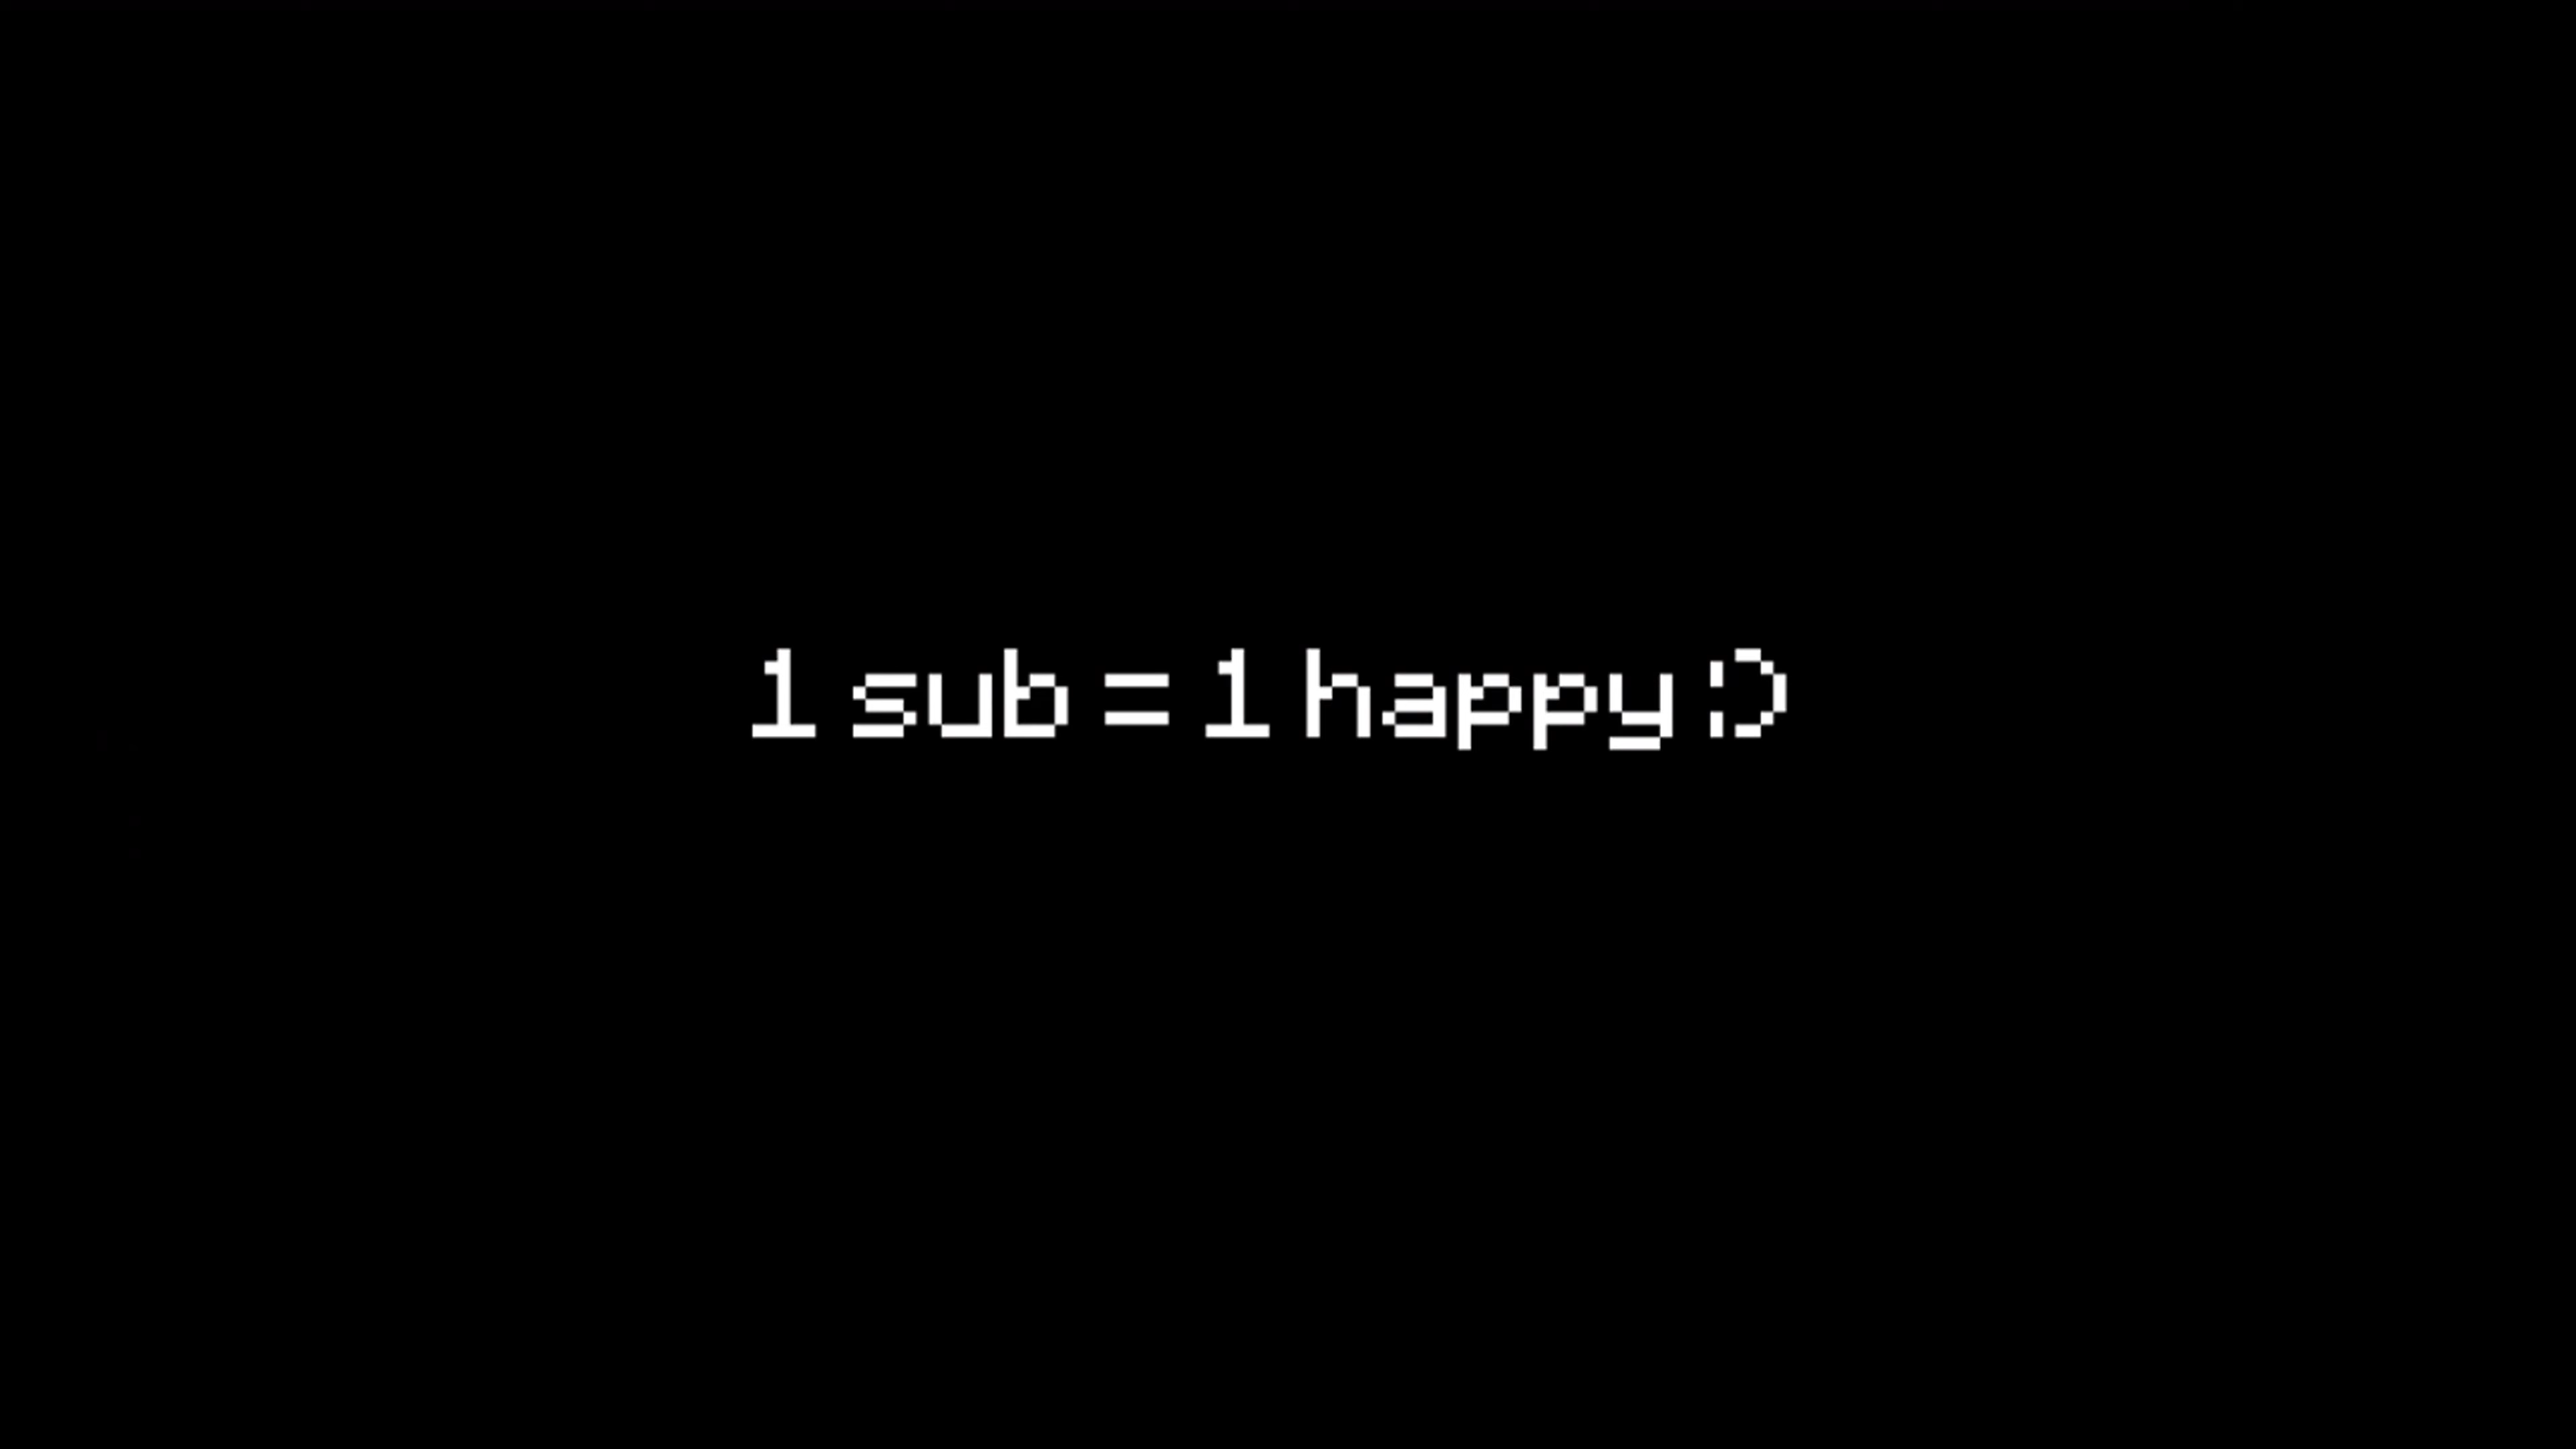 1 sub = 1 happy :)